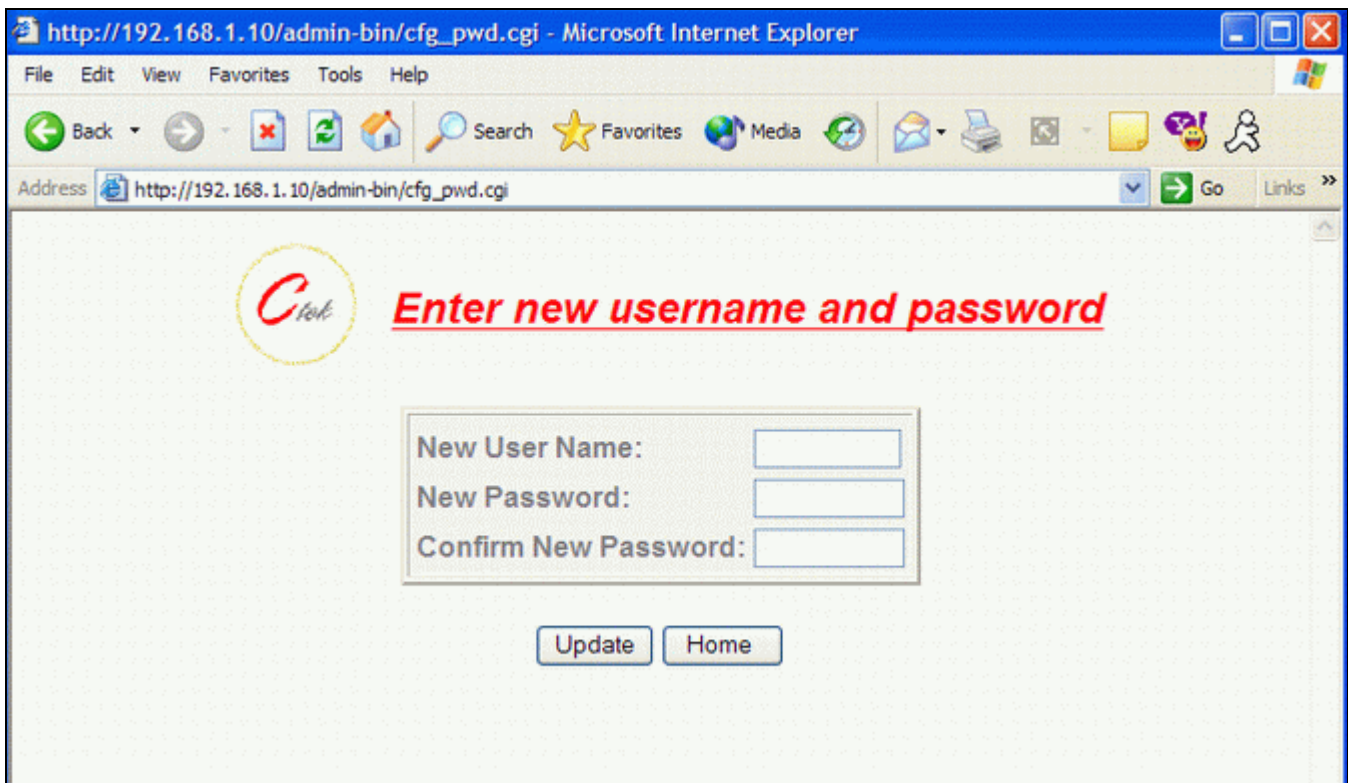 http://192.168.1.10/admin-bin/cfg_pwd.cgi - Microsoft Internet Explorer
File Edit View Favorites Tools Help
Back Search Favorites Media
Address http://192.168.1.10/admin-bin/cfg_pwd.cgi Go Links »
Ctek Enter new username and password
New User Name:
New Password:
Confirm New Password:
Update Home